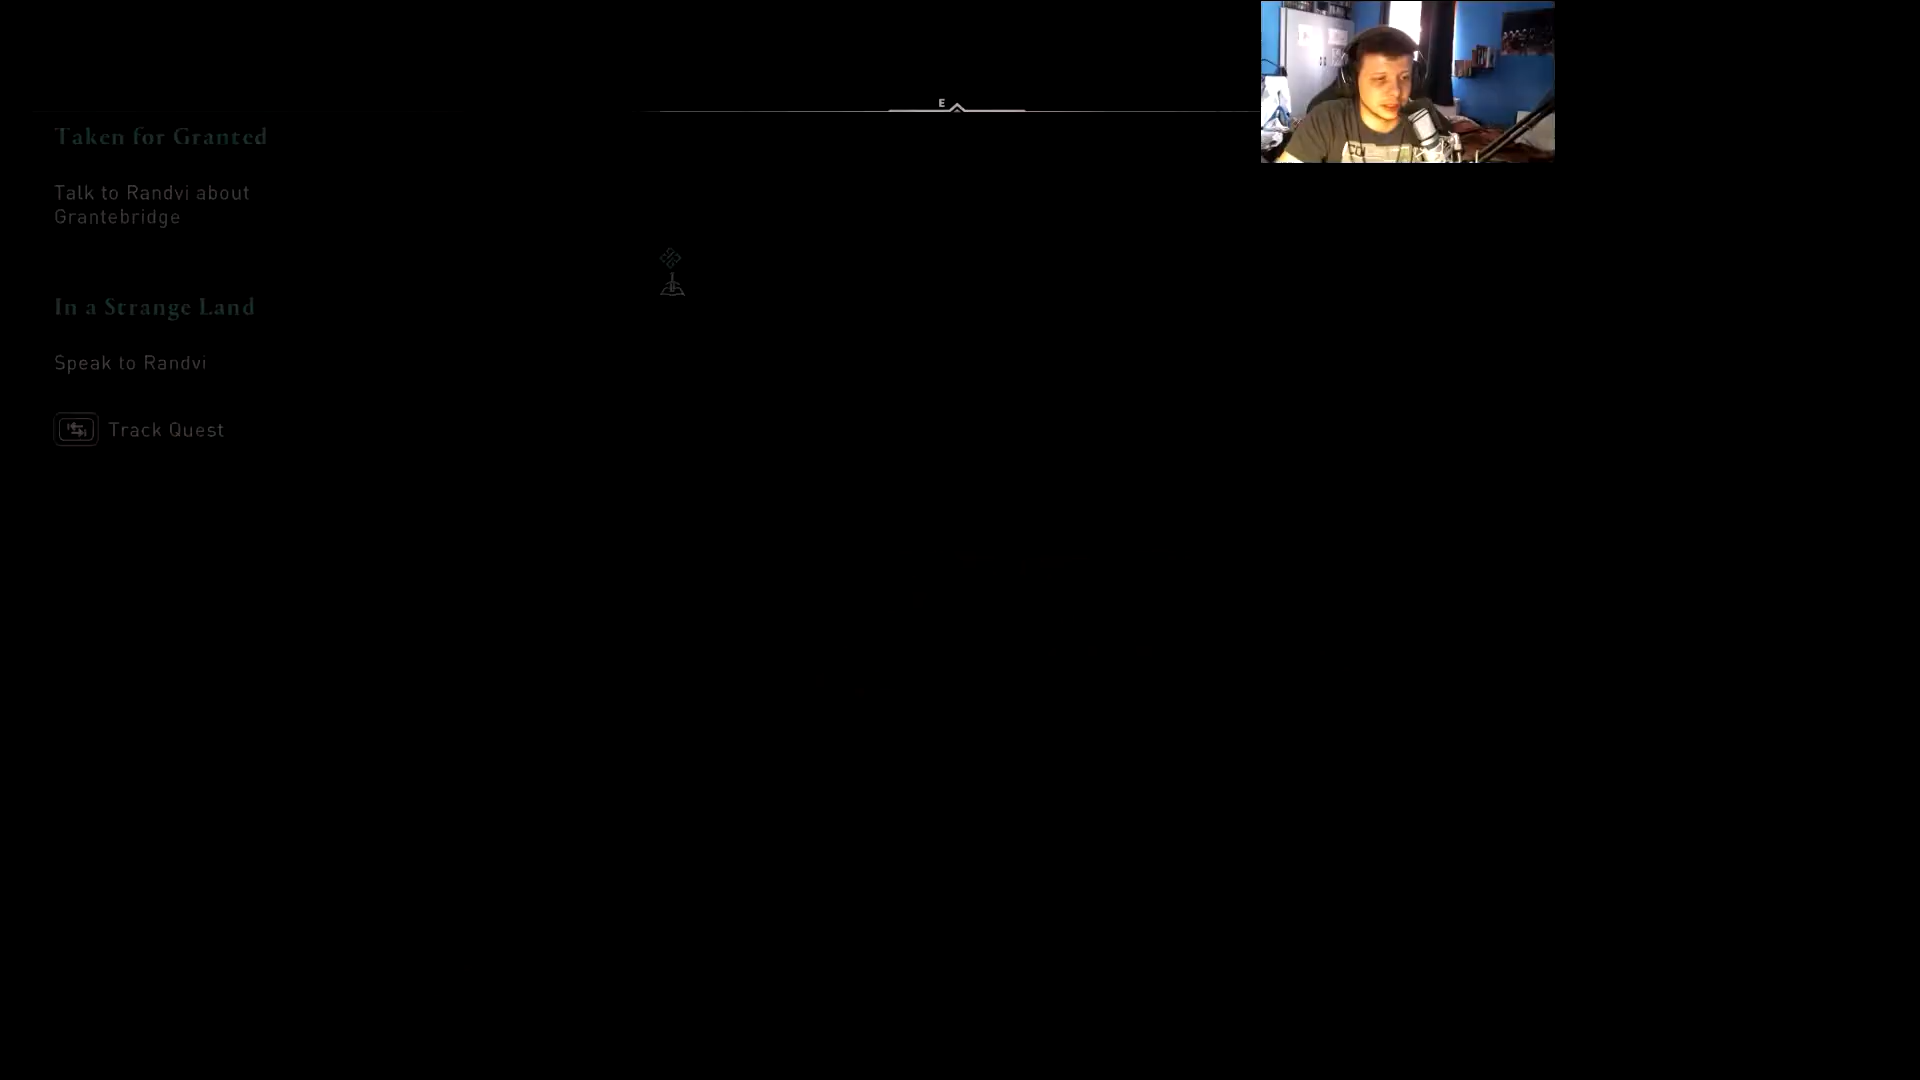 E
Taken for Granted
Talk to Randvi about
Grantebridge
In a Strange Land
Speak to Randvi
Track Quest